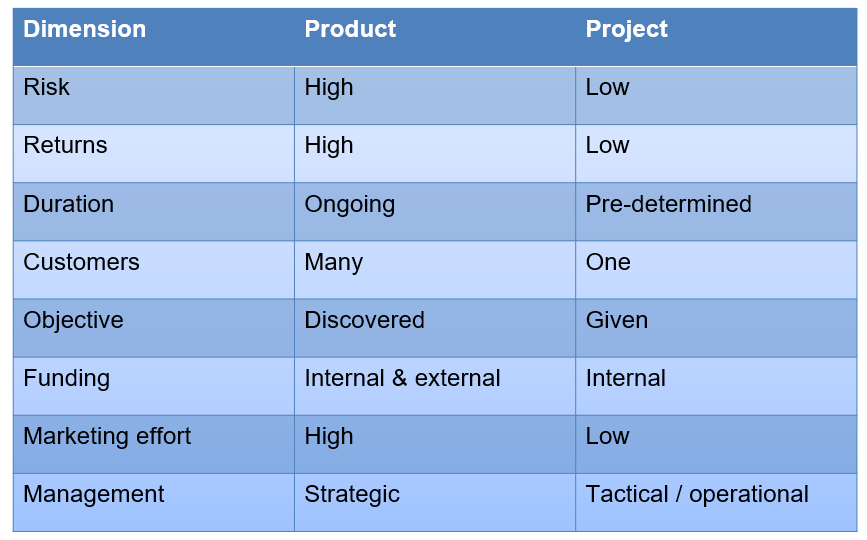 Dimension Product Project
Risk High Low
Returns High Low
Duration Ongoing Pre-determined
Customers Many One
Objective Discovered Given
Funding Internal & external Internal
Marketing effort High Low
Management Strategic Tactical / operational